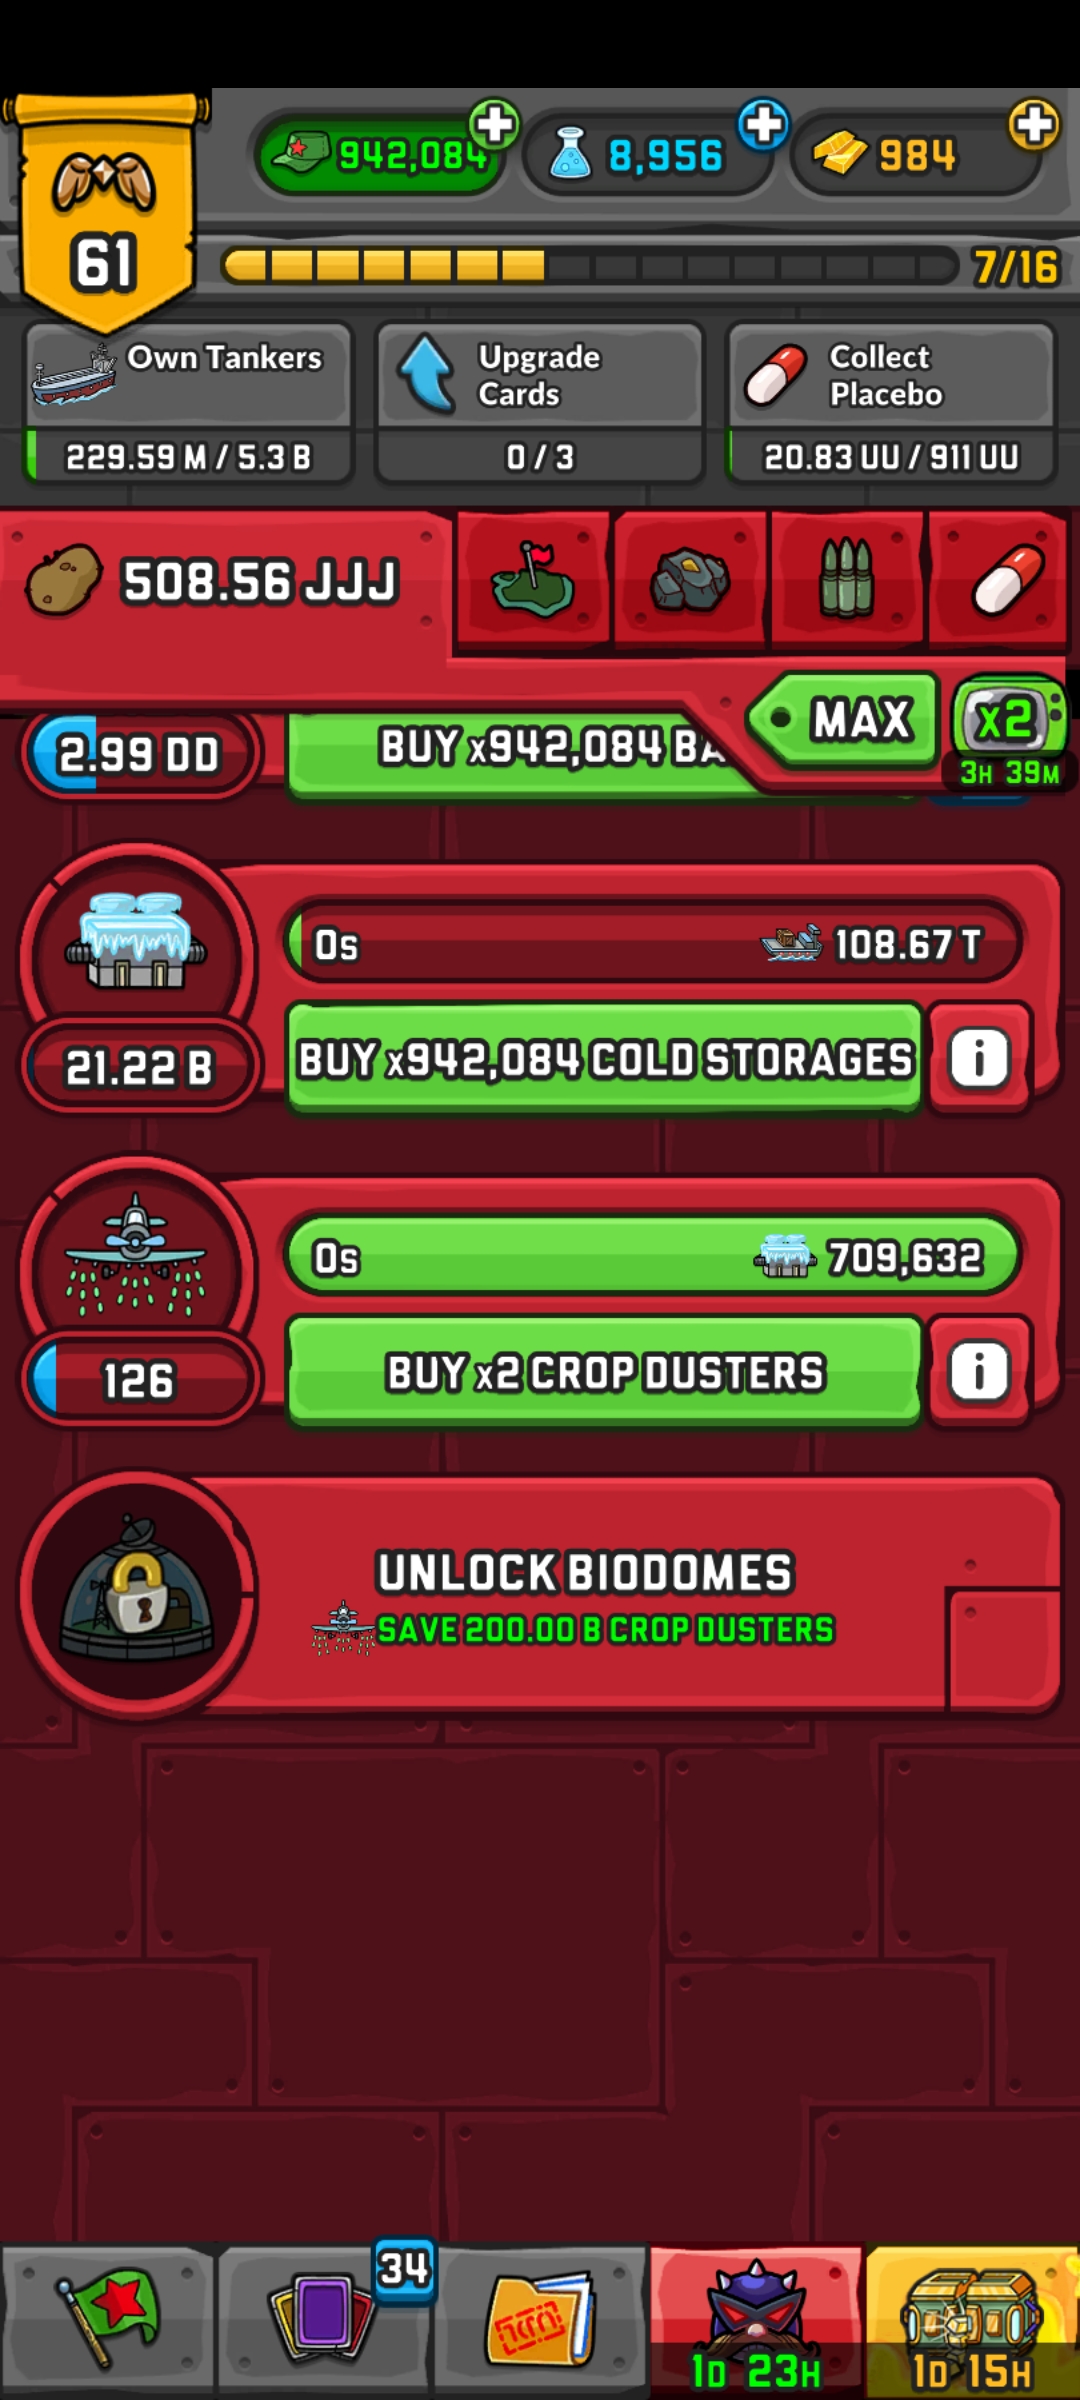 942,084
8,956
984
61
7/16
Own Tankers
229.59 M / 5.3 B
Upgrade
Cards
0 / 3
Collect
Placebo
20.83 UU / 911 UU
508.56 JJJ
MAX
x2
3H 39M
2.99 DD
BUY x942,084
0s
108.67 T
21.22 B
BUY x942,084 COLD STORAGES
i
0s
709,632
126
BUY x2 CROP DUSTERS
i
UNLOCK BIODOMES
SAVE 200.00 B CROP DUSTERS
34
1D 23H
1D 15H